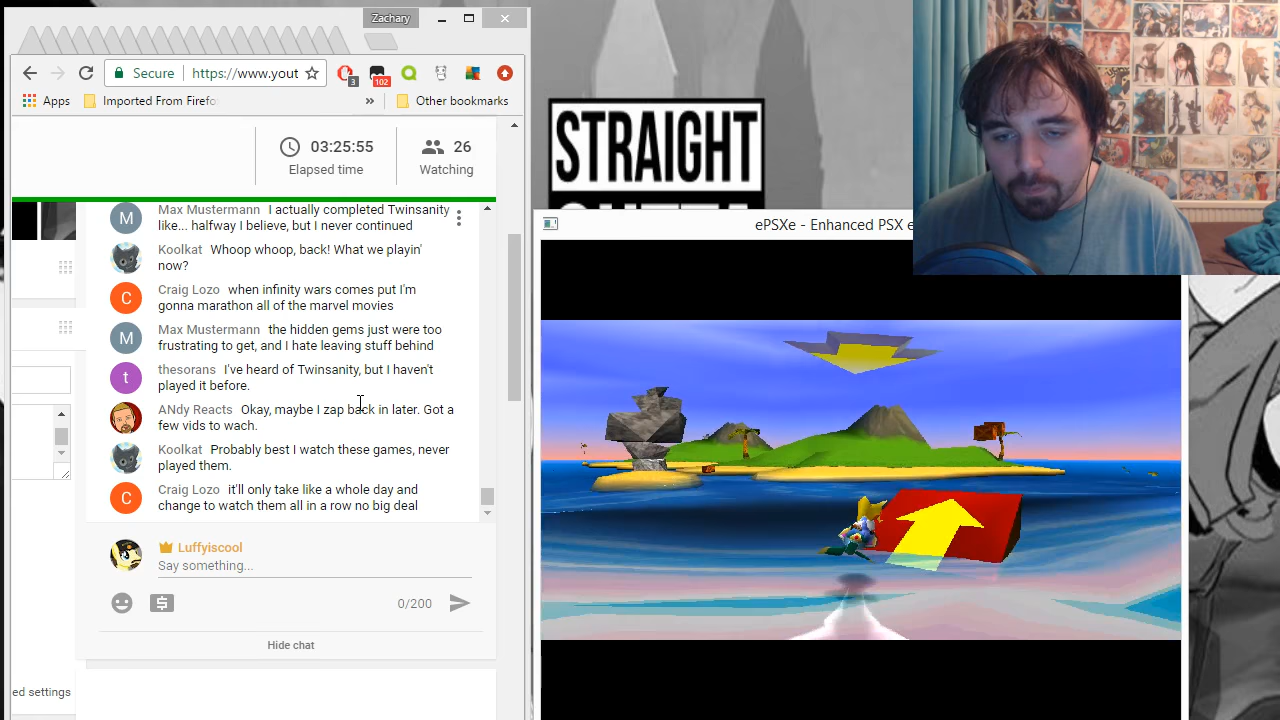 Zachary
Secure
https://www.yout
3
102
Apps
Imported From Firefo
»
Other bookmarks
03:25:55
Elapsed time
26
Watching
Max Mustermann I actually completed Twinsanity
like... halfway I believe, but I never continued
Koolkat Whoop whoop, back! What we playin'
now?
Craig Lozo when infinity wars comes put I'm
gonna marathon all of the marvel movies
Max Mustermann the hidden gems just were too
frustrating to get, and I hate leaving stuff behind
thesorans I've heard of Twinsanity, but I haven't
played it before.
ANdy Reacts Okay, maybe I zap back in later. Got a
few vids to wach.
Koolkat Probably best I watch these games, never
played them.
Craig Lozo it'll only take like a whole day and
change to watch them all in a row no big deal
M
C
M
t
C
Luffyiscool
Say something...
0/200
Hide chat
ed settings
STRAIGHT
ePSXe - Enhanced PSX e